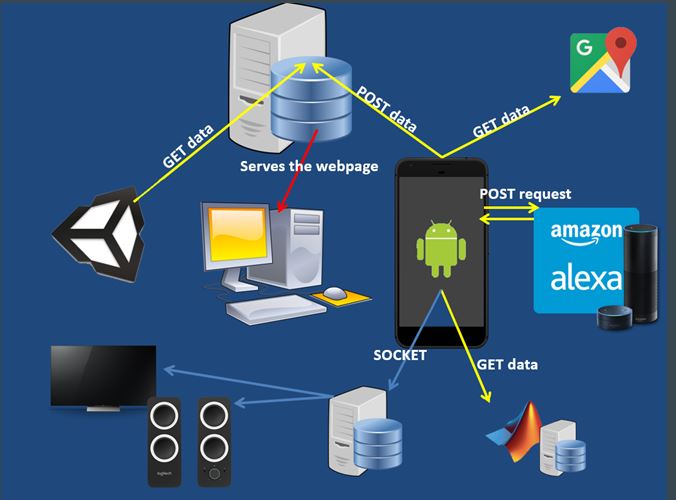 G
POST data
GET data
GET data
Serves the webpage
POST request
amazon
alexa
SOCKET
GET data
logitech